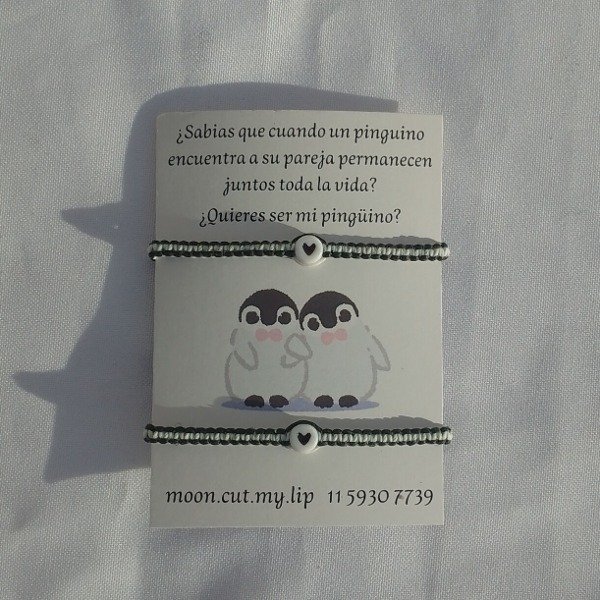 ¿Sabias que cuando un pinguino
encuentra a su pareja permanecen
juntos toda la vida?
¿Quieres ser mi pingüino?
moon.cut.my.lip 11 5930 7739